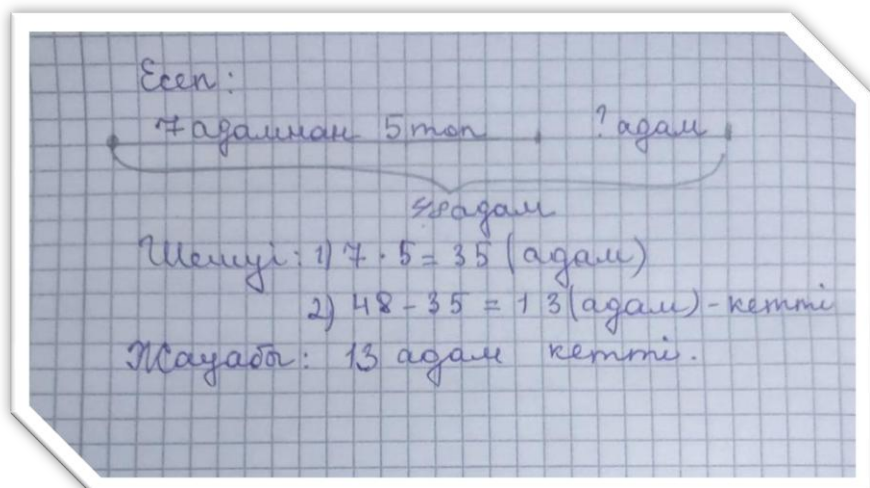 Есеп:
7 адамнан 5 топ ? адам
48 адам
Шешуі: 1) 7 · 5 = 35 (адам)
2) 48 - 35 = 13 (адам) - кетті
Жауабы: 13 адам кетті.